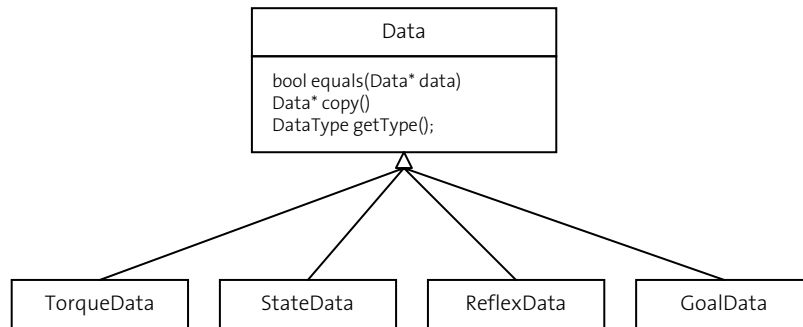 Data
bool equals(Data* data)
Data* copy()
DataType getType();
TorqueData
StateData
ReflexData
GoalData